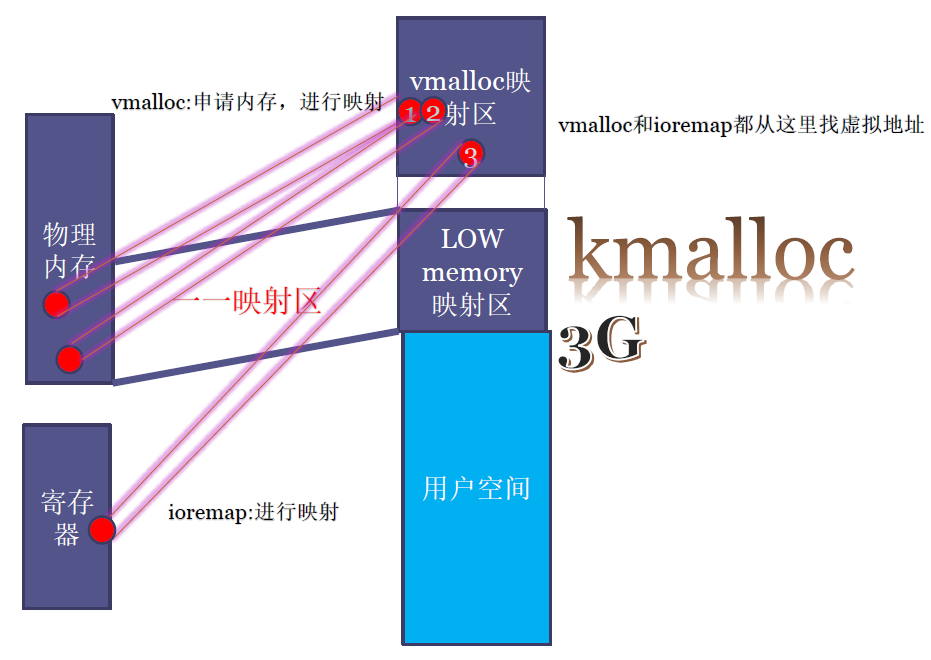 vmalloc映
射区
1 2
3
vmalloc:申请内存，进行映射
vmalloc和ioremap都从这里找虚拟地址
物理
内存
LOW
memory
映射区
kmalloc
一一映射区
3G
用户空间
寄存
器
ioremap:进行映射